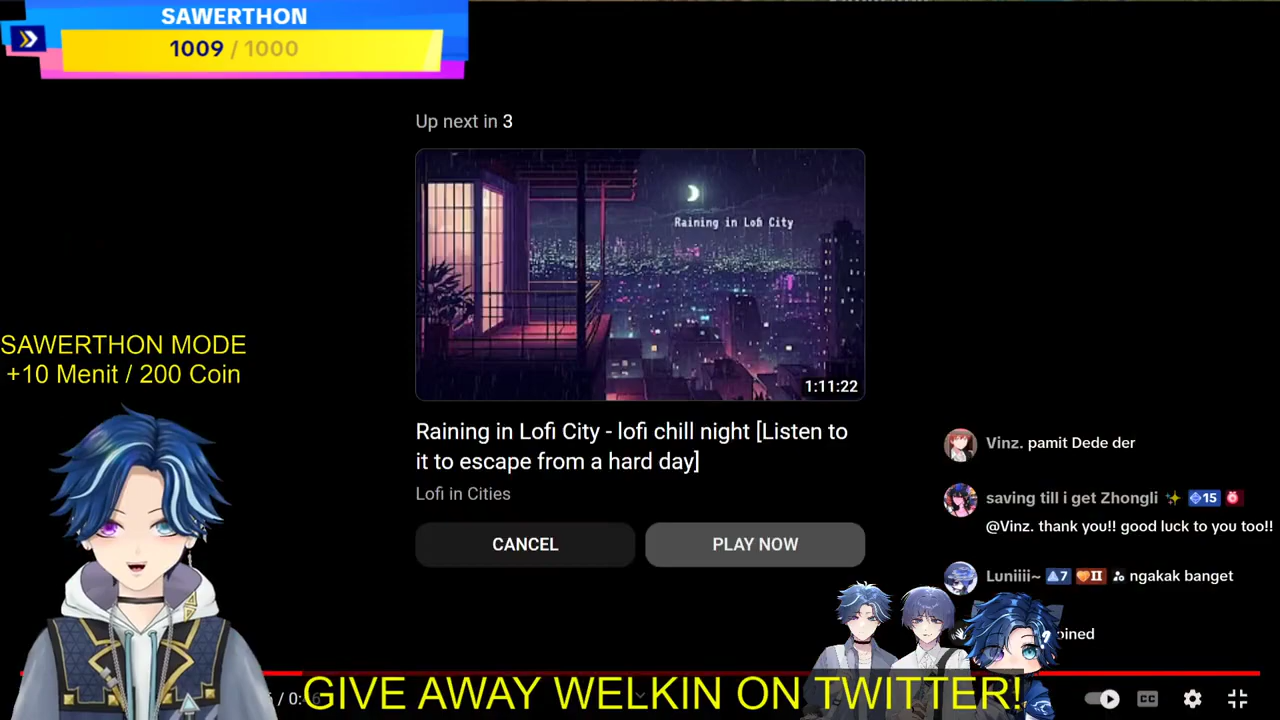 SAWERTHON
1009 / 1000
Up next in 3
Raining in Lofi City
1:11:22
SAWERTHON MODE
+10 Menit / 200 Coin
Raining in Lofi City - lofi chill night [Listen to
it to escape from a hard day]
Lofi in Cities
CANCEL
PLAY NOW
Vinz. pamit Dede der
saving till i get Zhongli 15
@Vinz. thank you!! good luck to you too!!
Luniiii~ 7 II ngakak banget
GIVE AWAY WELKIN ON TWITTER!
CC